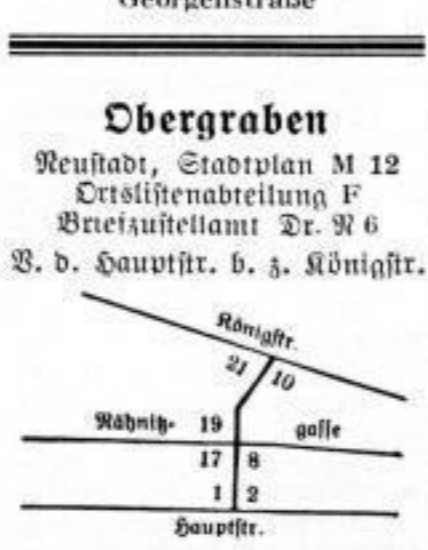 Georgenstraße
Obergraben
Neustadt, Stadtplan M 12
Ortslistenabteilung F
Briefzustellamt Dr. N 6
V. d. Hauptstr. b. z. Königstr.
Königstr.
21 10
Rähnitz- 19 gasse
17 8
1 2
Hauptstr.